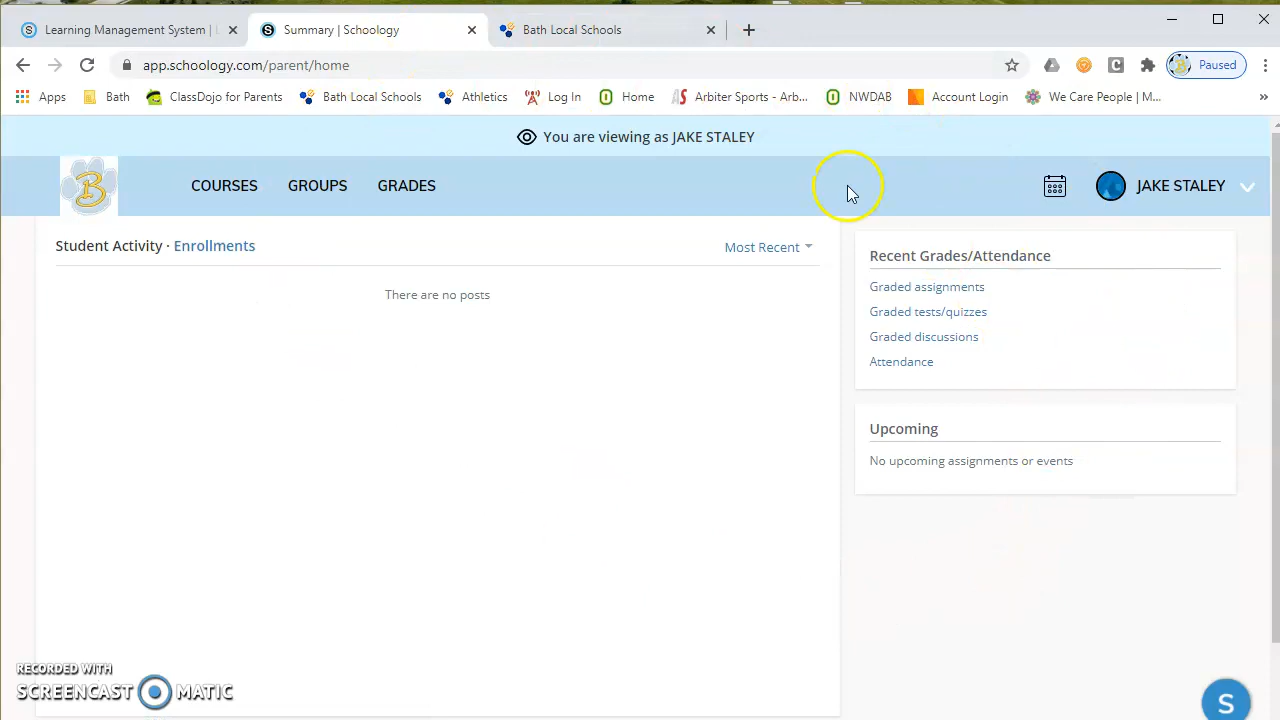 Learning Management System | L
Summary | Schoology
Bath Local Schools
app.schoology.com/parent/home
Paused
Apps
Bath
ClassDojo for Parents
Bath Local Schools
Athletics
Log In
Home
Arbiter Sports - Arb...
NWDAB
Account Login
We Care People | M...
You are viewing as JAKE STALEY
B
COURSES GROUPS GRADES
JAKE STALEY
Student Activity · Enrollments
Most Recent
There are no posts
Recent Grades/Attendance
Graded assignments
Graded tests/quizzes
Graded discussions
Attendance
Upcoming
No upcoming assignments or events
RECORDED WITH
SCREENCAST MATIC
S